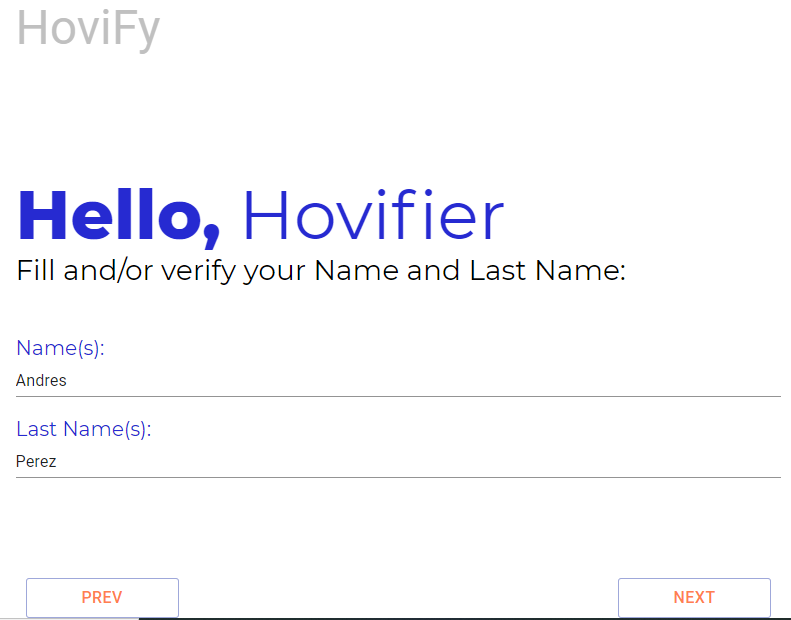 HoviFy
Hello, Hovifier
Fill and/or verify your Name and Last Name:
Name(s):
Andres
Last Name(s):
Perez
PREV
NEXT